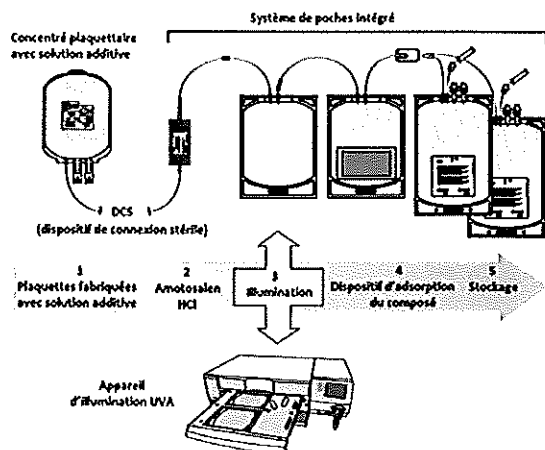 Système de poches intégré
Concentré plaquettaire
avec solution additive
DCS
(dispositif de connexion stérile)
1
Plaquettes fabriquées
avec solution additive
2
Amotosalen
HCl
3
Illumination
4
Dispositif d'adsorption
du composé
5
Stockage
Appareil
d'illumination UVA